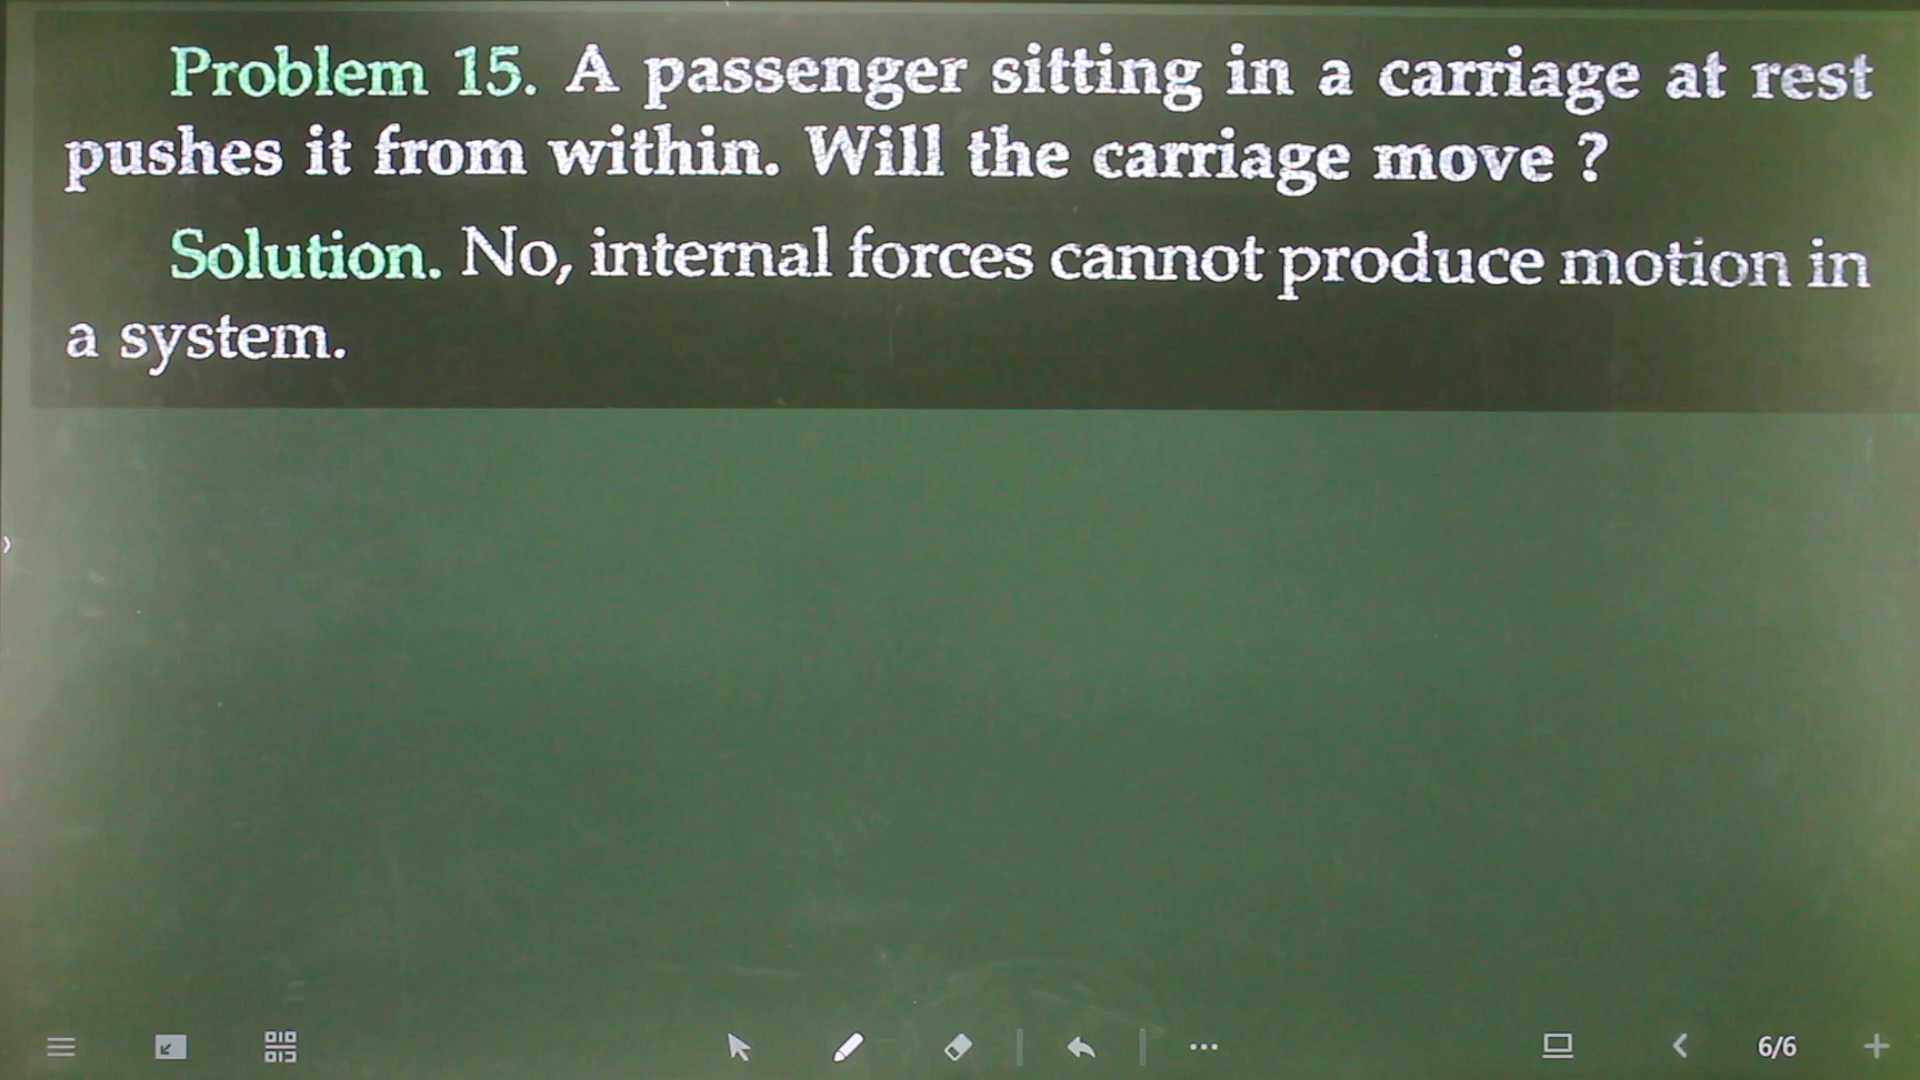 Problem 15. A passenger sitting in a carriage at rest
pushes it from within. Will the carriage move ?
Solution. No, internal forces cannot produce motion in
a system.
6/6